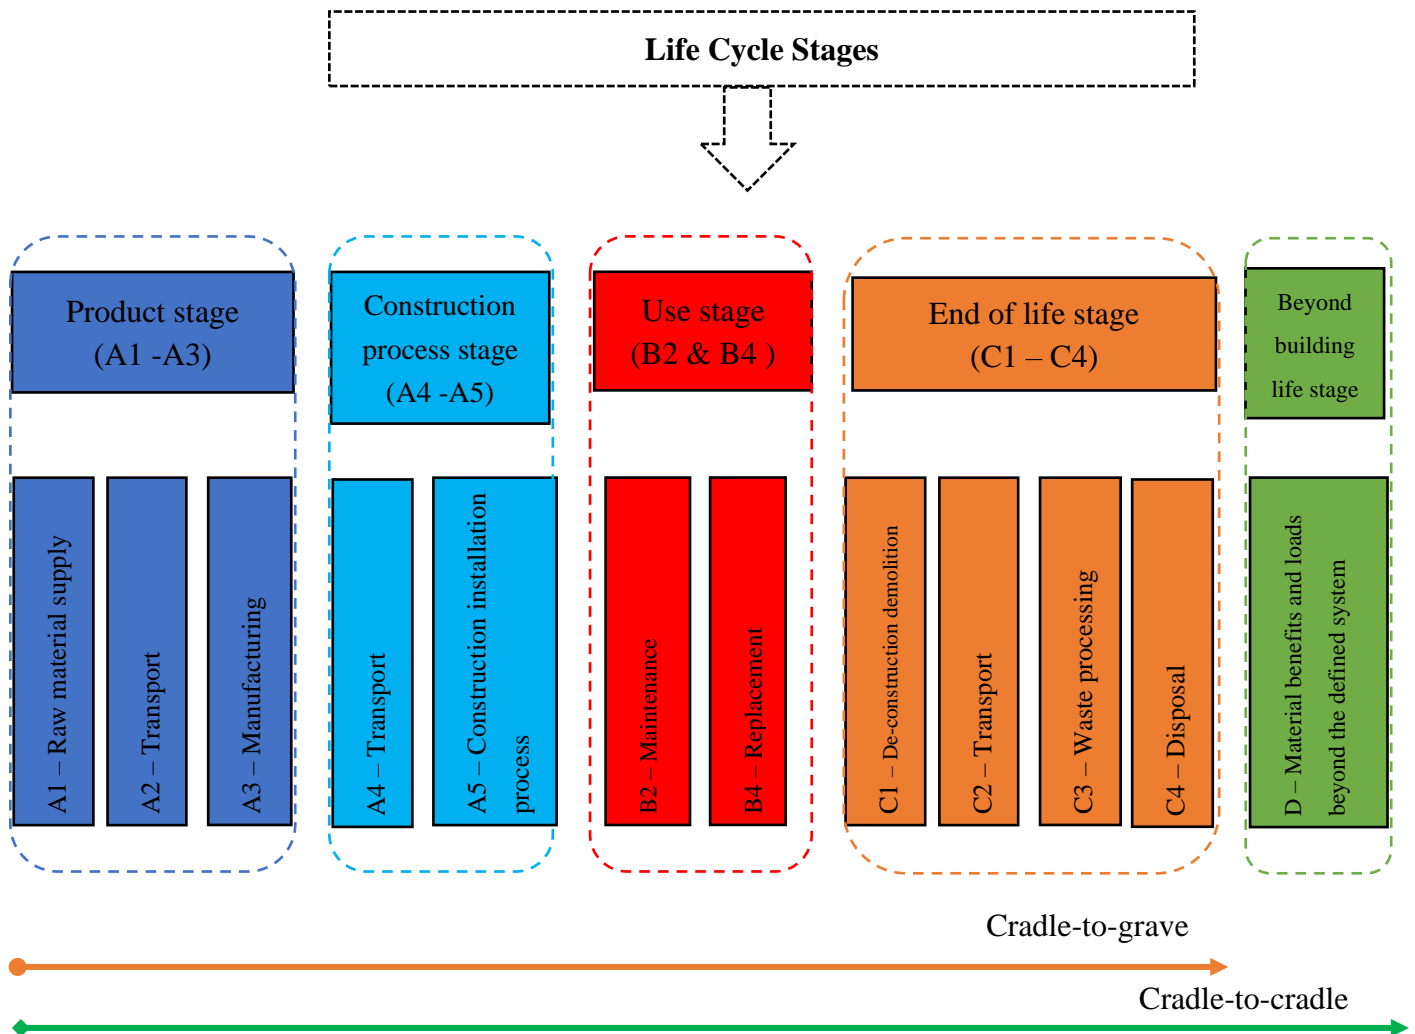 Life Cycle Stages
Product stage
(A1 -A3)
Construction
process stage
(A4 -A5)
Use stage
(B2 & B4 )
End of life stage
(C1 – C4)
Beyond
building
life stage
A1 – Raw material supply
A2 – Transport
A3 – Manufacturing
A4 – Transport
A5 – Construction installation
process
B2 – Maintenance
B4 – Replacement
C1 – De-construction demolition
C2 – Transport
C3 – Waste processing
C4 – Disposal
D – Material benefits and loads
beyond the defined system
Cradle-to-grave
Cradle-to-cradle